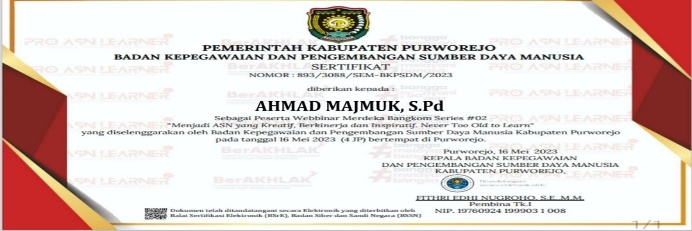 PEMERINTAH KABUPATEN PURWOREJO
BADAN KEPEGAWAIAN DAN PENGEMBANGAN SUMBER DAYA MANUSIA
SERTIFIKAT
NOMOR : 893/3088/SEM-BKPSDM/2023
diberikan kepada :
AHMAD MAJMUK, S.Pd
Sebagai Peserta Webbinar Merdeka Bangkom Series #02
"Menjadi ASN yang Kreatif, Berkinerja dan Inspiratif, Never Too Old to Learn"
yang diselenggarakan oleh Badan Kepegawaian dan Pengembangan Sumber Daya Manusia Kabupaten Purworejo
pada tanggal 16 Mei 2023 (4 JP) bertempat di Purworejo.
Purworejo, 16 Mei 2023
KEPALA BADAN KEPEGAWAIAN
DAN PENGEMBANGAN SUMBER DAYA MANUSIA
KABUPATEN PURWOREJO,
Ditandatangani
secara elektronik oleh:
FITHRI EDHI NUGROHO, S.E.,M.M.
Pembina Tk.I
NIP. 19760924 199903 1 008
Dokumen telah ditandatangani secara Elektronik yang diterbitkan oleh
Balai Sertifikasi Elektronik (BSrE), Badan Siber dan Sandi Negara (BSSN)
1/1
PRO ASN LEARNER
BerAKHLAK